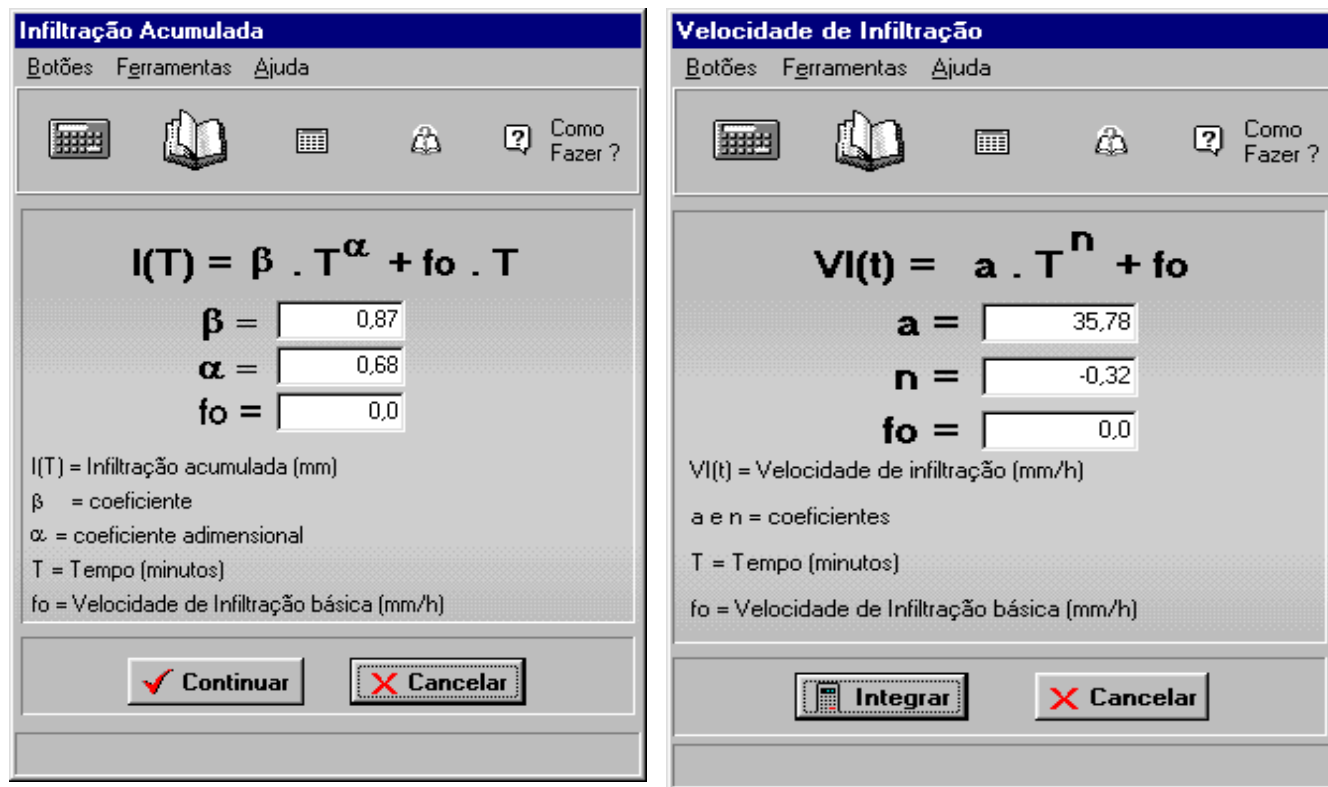 Infiltração Acumulada
Botões Ferramentas Ajuda
Como
Fazer ?
I(T) = β . T^α + fo . T
β = 0,87
α = 0,68
fo = 0,0
I(T) = Infiltração acumulada (mm)
β = coeficiente
α = coeficiente adimensional
T = Tempo (minutos)
fo = Velocidade de Infiltração básica (mm/h)
Continuar Cancelar
Velocidade de Infiltração
Botões Ferramentas Ajuda
Como
Fazer ?
VI(t) = a . T^n + fo
a = 35,78
n = -0,32
fo = 0,0
VI(t) = Velocidade de infiltração (mm/h)
a e n = coeficientes
T = Tempo (minutos)
fo = Velocidade de Infiltração básica (mm/h)
Integrar Cancelar